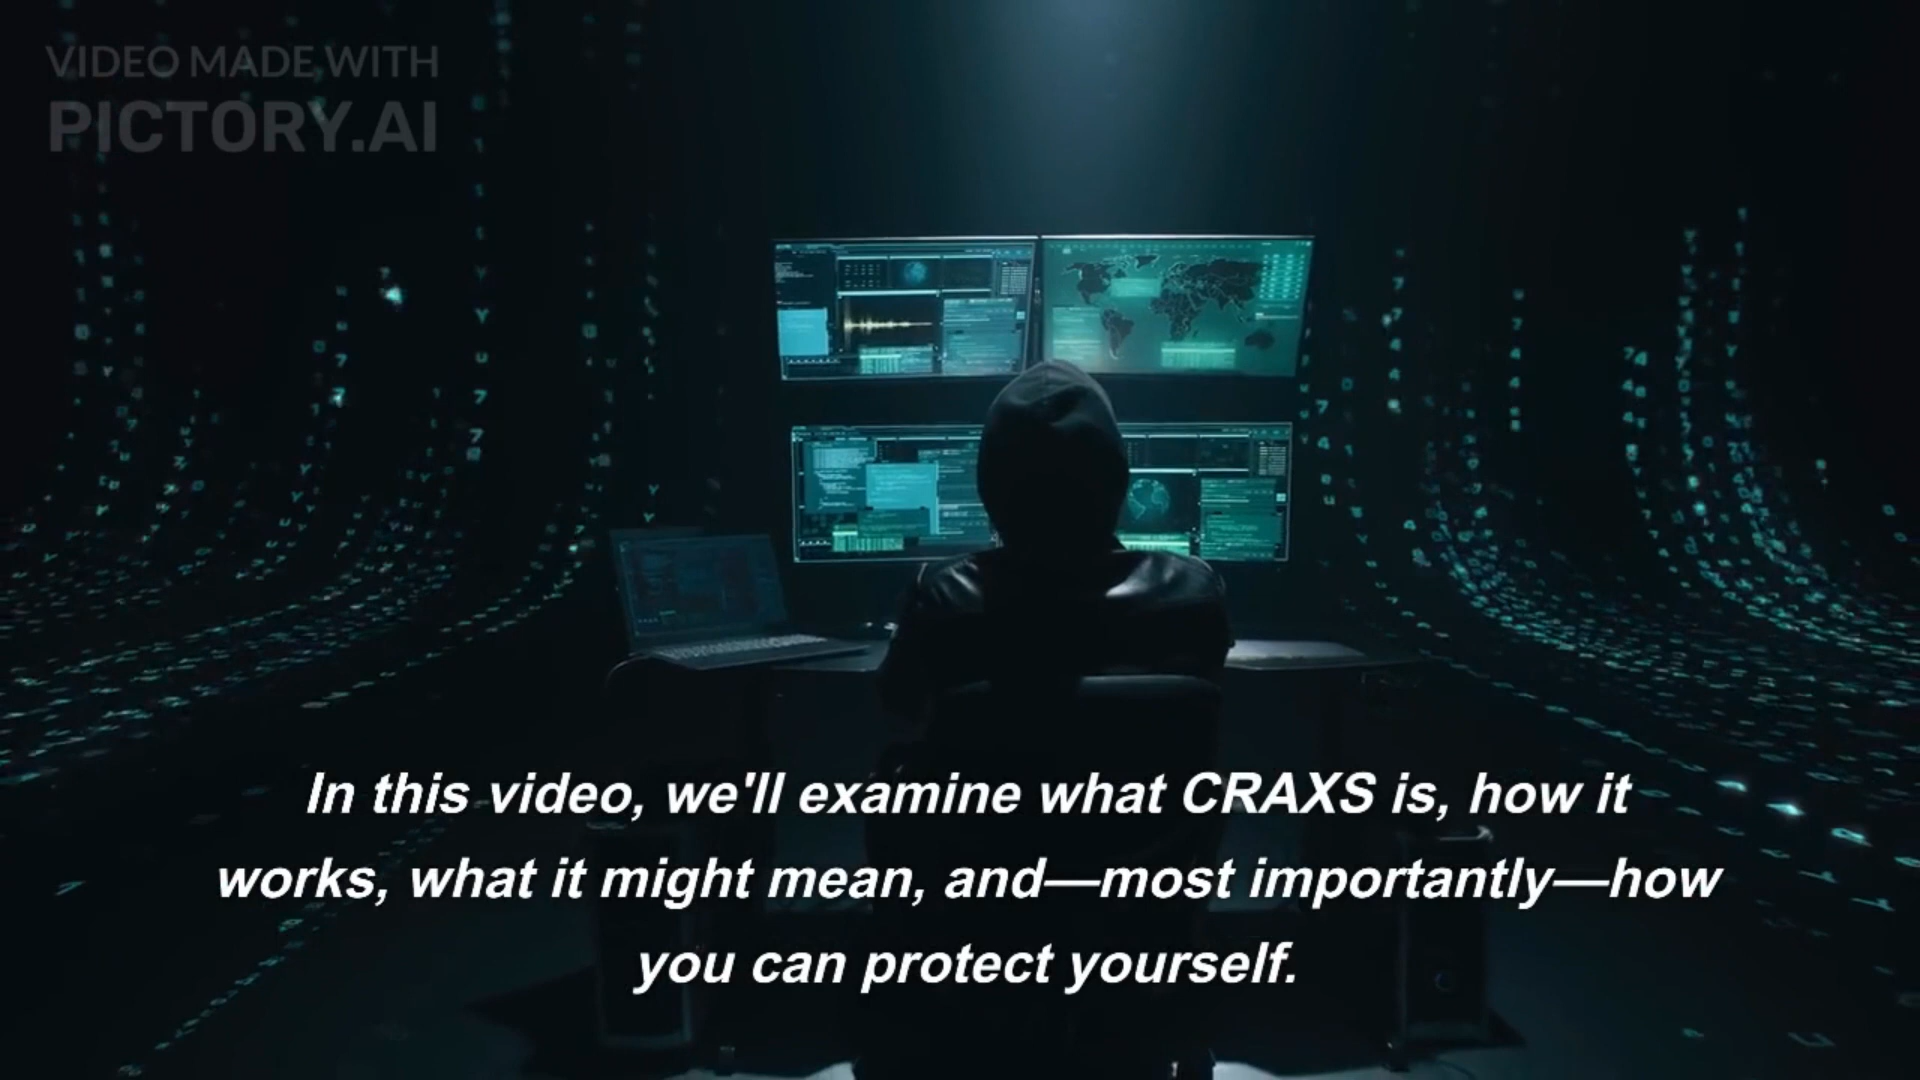 VIDEO MADE WITH
PICTORY.AI
In this video, we'll examine what CRAXS is, how it
works, what it might mean, and—most importantly—how
you can protect yourself.